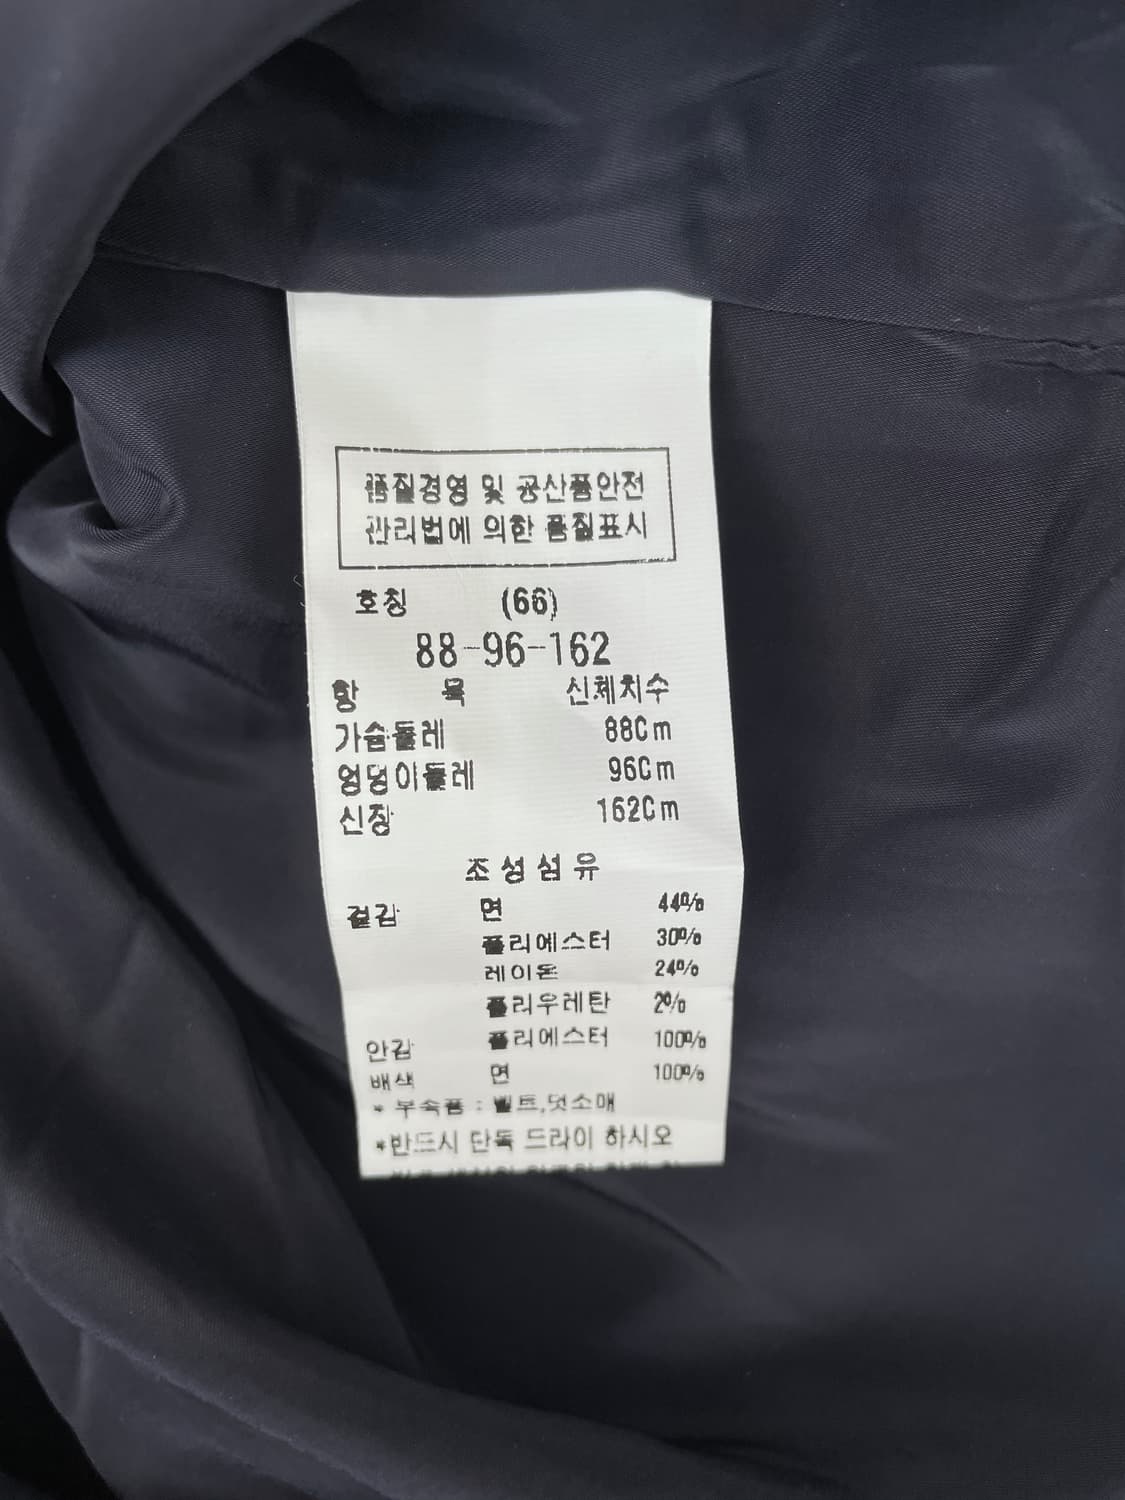 품질경영 및 공산품안전
관리법에 의한 품질표시
호칭 (66)
88-96-162
항 목 신체치수
가슴둘레 88Cm
엉덩이둘레 96Cm
신장 162Cm
조성섬유
겉감 면 44%
폴리에스터 30%
레이온 24%
폴리우레탄 2%
안감 폴리에스터 100%
배색 면 100%
* 부속품 : 벨트,덧소매
*반드시 단독 드라이 하시오